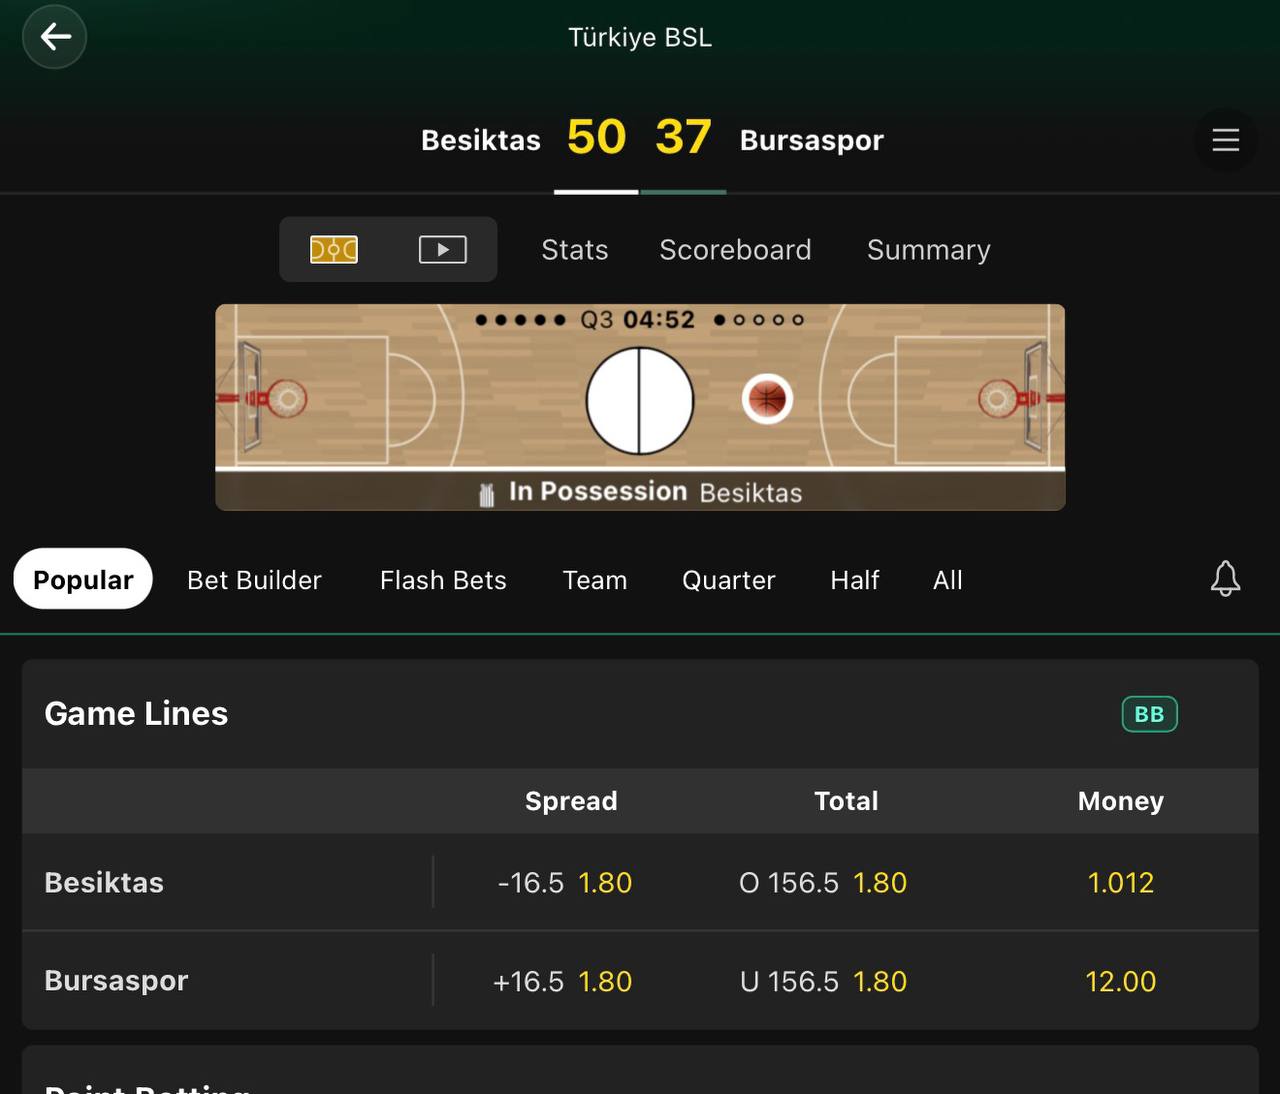 Türkiye BSL
Besiktas 50 37 Bursaspor
Stats Scoreboard Summary
Q3 04:52
In Possession Besiktas
Popular Bet Builder Flash Bets Team Quarter Half All
Game Lines BB
Spread Total Money
Besiktas -16.5 1.80 O 156.5 1.80 1.012
Bursaspor +16.5 1.80 U 156.5 1.80 12.00
Point Betting